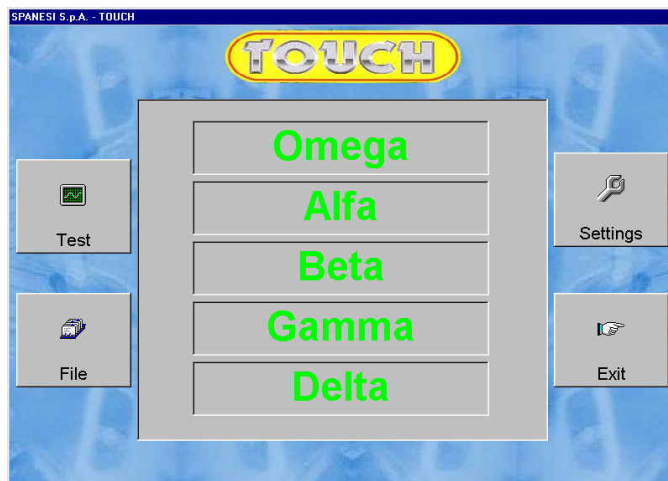 SPANESI S.p.A. - TOUCH
TOUCH
Omega
Alfa
Beta
Gamma
Delta
Test
File
Settings
Exit